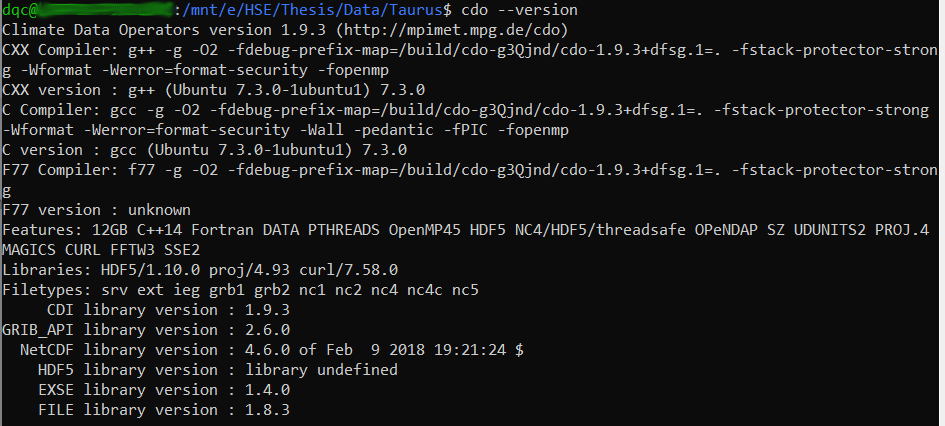 dqc@ :/mnt/e/HSE/Thesis/Data/Taurus$ cdo --version
Climate Data Operators version 1.9.3 (http://mpimet.mpg.de/cdo)
CXX Compiler: g++ -g -O2 -fdebug-prefix-map=/build/cdo-g3Qjnd/cdo-1.9.3+dfsg.1=. -fstack-protector-stron
g -Wformat -Werror=format-security -fopenmp
CXX version : g++ (Ubuntu 7.3.0-1ubuntu1) 7.3.0
C Compiler: gcc -g -O2 -fdebug-prefix-map=/build/cdo-g3Qjnd/cdo-1.9.3+dfsg.1=. -fstack-protector-strong
-Wformat -Werror=format-security -Wall -pedantic -fPIC -fopenmp
C version : gcc (Ubuntu 7.3.0-1ubuntu1) 7.3.0
F77 Compiler: f77 -g -O2 -fdebug-prefix-map=/build/cdo-g3Qjnd/cdo-1.9.3+dfsg.1=. -fstack-protector-stron
g
F77 version : unknown
Features: 12GB C++14 Fortran DATA PTHREADS OpenMP45 HDF5 NC4/HDF5/threadsafe OPeNDAP SZ UDUNITS2 PROJ.4
MAGICS CURL FFTW3 SSE2
Libraries: HDF5/1.10.0 proj/4.93 curl/7.58.0
Filetypes: srv ext ieg grb1 grb2 nc1 nc2 nc4 nc4c nc5
CDI library version : 1.9.3
GRIB_API library version : 2.6.0
NetCDF library version : 4.6.0 of Feb  9 2018 19:21:24 $
HDF5 library version : library undefined
EXSE library version : 1.4.0
FILE library version : 1.8.3